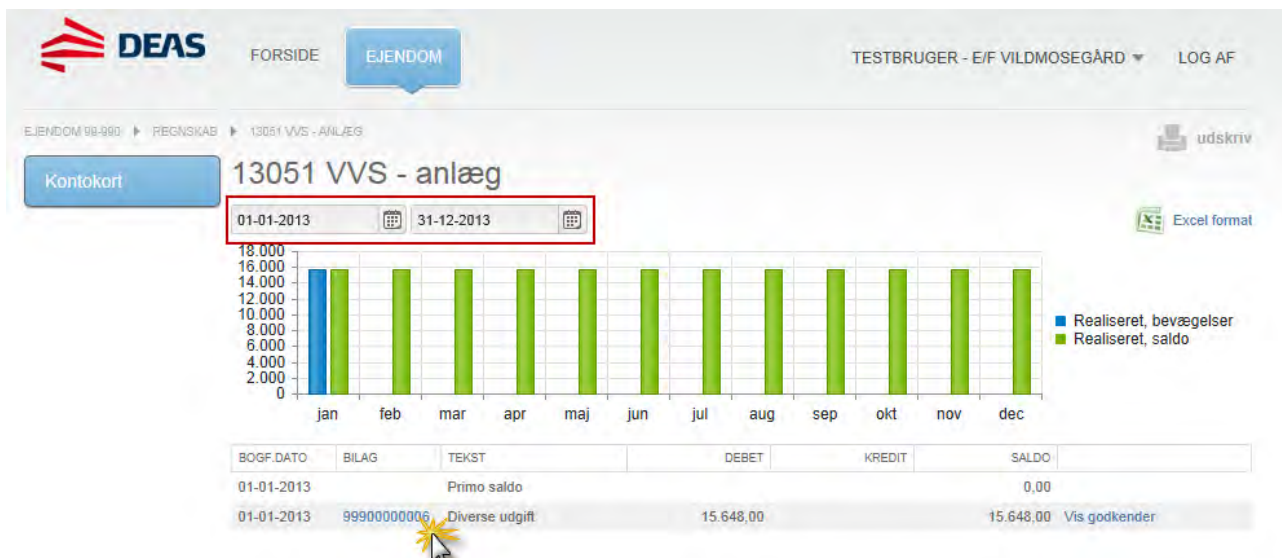 DEAS
FORSIDE EJENDOM TESTBRUGER - E/F VILDMOSEGÅRD LOG AF
EJENDOM 99-990 REGNSKAB 13051 VVS - ANLÆG
udskriv
Kontokort
13051 VVS - anlæg
01-01-2013 31-12-2013
Excel format
18.000
16.000
14.000
12.000
10.000
8.000
6.000
4.000
2.000
0
Realiseret, bevægelser
Realiseret, saldo
jan feb mar apr maj jun jul aug sep okt nov dec
BOGF.DATO BILAG TEKST DEBET KREDIT SALDO
01-01-2013 Primo saldo 0,00
01-01-2013 99900000006 Diverse udgift 15.648,00 15.648,00 Vis godkender